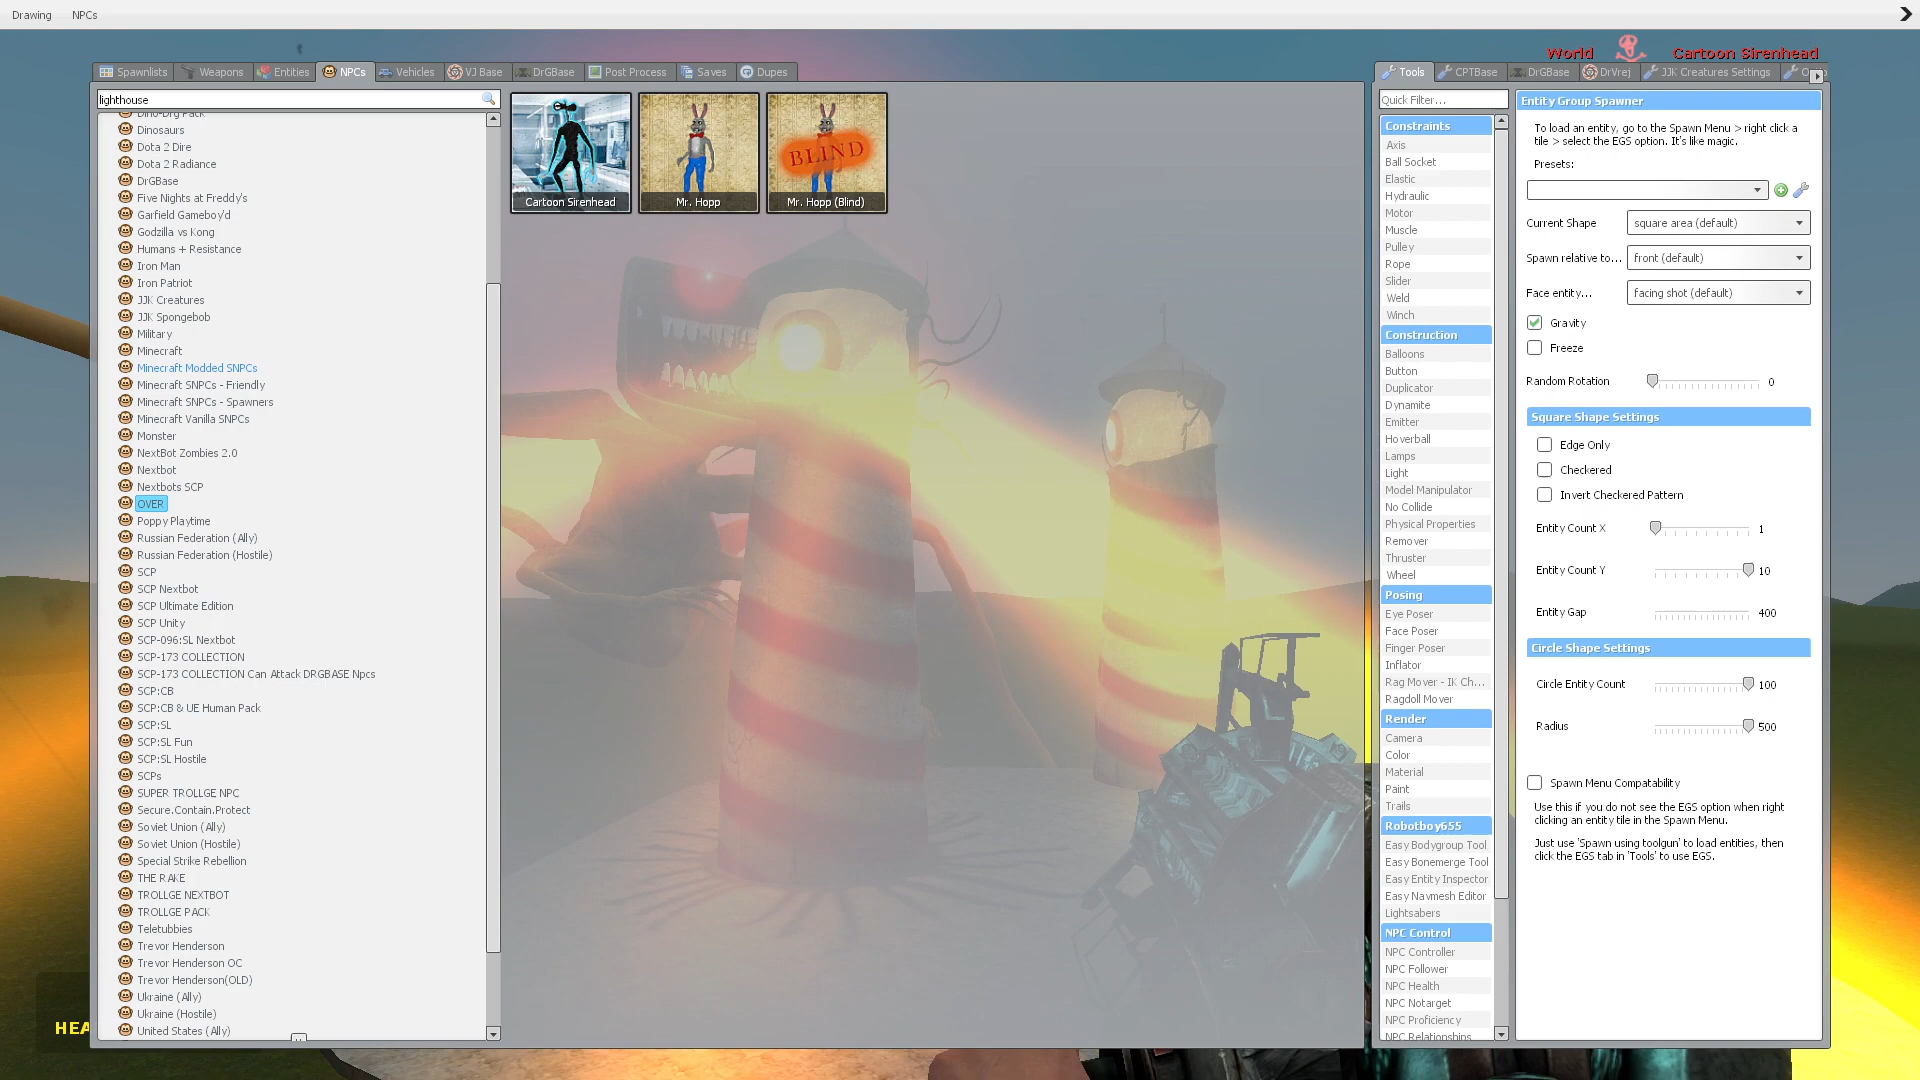 Drawing NPCs
World Cartoon Sirenhead
Spawnlists Weapons Entities NPCs Vehicles VJ Base DrGBase Post Process Saves Dupes
Tools CPTBase DrGBase DrVrej JJK Creatures Settings
lighthouse
Dino-Drg Pack
Dinosaurs
Dota 2 Dire
Dota 2 Radiance
DrGBase
Five Nights at Freddy's
Garfield Gameboy'd
Godzilla vs Kong
Humans + Resistance
Iron Man
Iron Patriot
JJK Creatures
JJK Spongebob
Military
Minecraft
Minecraft Modded SNPCs
Minecraft SNPCs - Friendly
Minecraft SNPCs - Spawners
Minecraft Vanilla SNPCs
Monster
NextBot Zombies 2.0
Nextbot
Nextbots SCP
OVER
Poppy Playtime
Russian Federation (Ally)
Russian Federation (Hostile)
SCP
SCP Nextbot
SCP Ultimate Edition
SCP Unity
SCP-096:SL Nextbot
SCP-173 COLLECTION
SCP-173 COLLECTION Can Attack DRGBASE Npcs
SCP:CB
SCP:CB & UE Human Pack
SCP:SL
SCP:SL Fun
SCP:SL Hostile
SCPs
SUPER TROLLGE NPC
Secure.Contain.Protect
Soviet Union (Ally)
Soviet Union (Hostile)
Special Strike Rebellion
THE RAKE
TROLLGE NEXTBOT
TROLLGE PACK
Teletubbies
Trevor Henderson
Trevor Henderson OC
Trevor Henderson(OLD)
Ukraine (Ally)
Ukraine (Hostile)
United States (Ally)
HEA
BLIND
Cartoon Sirenhead
Mr. Hopp
Mr. Hopp (Blind)
Quick Filter...
Constraints
Axis
Ball Socket
Elastic
Hydraulic
Motor
Muscle
Pulley
Rope
Slider
Weld
Winch
Construction
Balloons
Button
Duplicator
Dynamite
Emitter
Hoverball
Lamps
Light
Model Manipulator
No Collide
Physical Properties
Remover
Thruster
Wheel
Posing
Eye Poser
Face Poser
Finger Poser
Inflator
Rag Mover - IK Ch...
Ragdoll Mover
Render
Camera
Color
Material
Paint
Trails
Robotboy655
Easy Bodygroup Tool
Easy Bonemerge Tool
Easy Entity Inspector
Easy Navmesh Editor
Lightsabers
NPC Control
NPC Controller
NPC Follower
NPC Health
NPC Notarget
NPC Proficiency
NPC Relationships
Entity Group Spawner
To load an entity, go to the Spawn Menu > right click a
tile > select the EGS option. It's like magic.
Presets:
Current Shape square area (default)
Spawn relative to... front (default)
Face entity... facing shot (default)
Gravity
Freeze
Random Rotation 0
Square Shape Settings
Edge Only
Checkered
Invert Checkered Pattern
Entity Count X 1
Entity Count Y 10
Entity Gap 400
Circle Shape Settings
Circle Entity Count 100
Radius 500
Spawn Menu Compatability
Use this if you do not see the EGS option when right
clicking an entity tile in the Spawn Menu.
Just use 'Spawn using toolgun' to load entities, then
click the EGS tab in 'Tools' to use EGS.